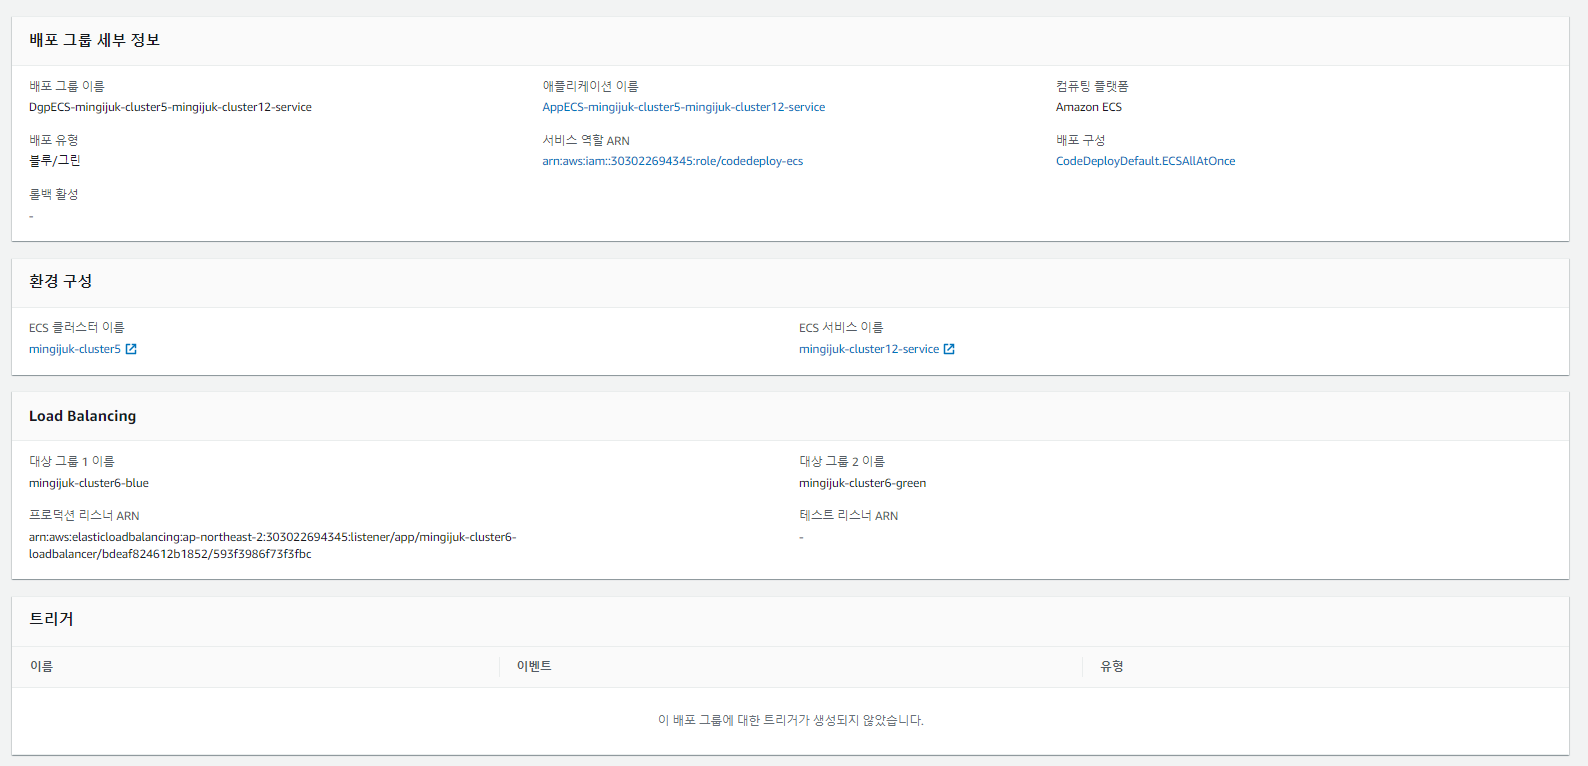 배포 그룹 세부 정보
배포 그룹 이름
DgpECS-mingijuk-cluster5-mingijuk-cluster12-service
애플리케이션 이름
AppECS-mingijuk-cluster5-mingijuk-cluster12-service
컴퓨팅 플랫폼
Amazon ECS
배포 유형
블루/그린
서비스 역할 ARN
arn:aws:iam::303022694345:role/codedeploy-ecs
배포 구성
CodeDeployDefault.ECSAllAtOnce
롤백 활성
-
환경 구성
ECS 클러스터 이름
mingijuk-cluster5
ECS 서비스 이름
mingijuk-cluster12-service
Load Balancing
대상 그룹 1 이름
mingijuk-cluster6-blue
대상 그룹 2 이름
mingijuk-cluster6-green
프로덕션 리스너 ARN
arn:aws:elasticloadbalancing:ap-northeast-2:303022694345:listener/app/mingijuk-cluster6-
loadbalancer/bdeaf824612b1852/593f3986f73f3fbc
테스트 리스너 ARN
-
트리거
이름
이벤트
유형
이 배포 그룹에 대한 트리거가 생성되지 않았습니다.